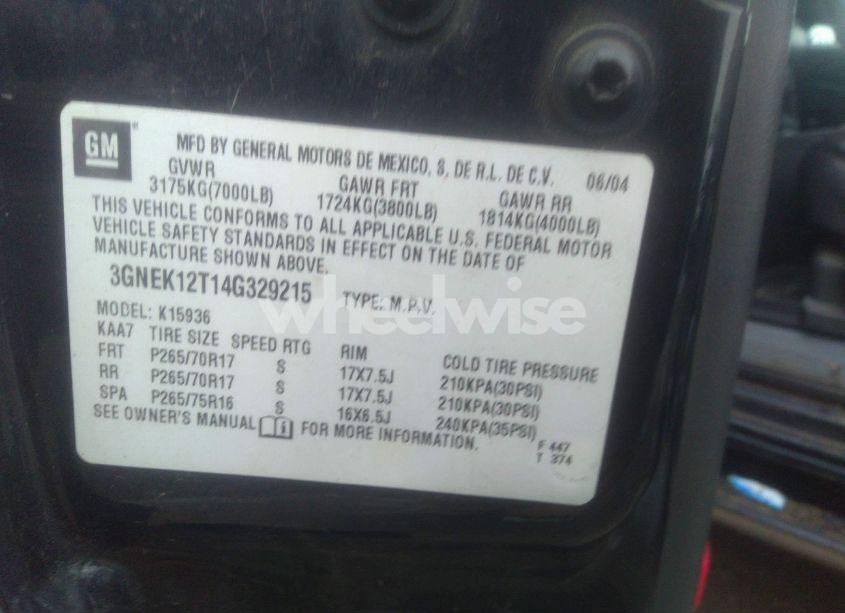 GM
MFD BY GENERAL MOTORS DE MEXICO, S. DE R.L. DE C.V. 06/04
GVWR GAWR FRT GAWR RR
3175KG(7000LB) 1724KG(3800LB) 1814KG(4000LB)
THIS VEHICLE CONFORMS TO ALL APPLICABLE U.S. FEDERAL MOTOR
VEHICLE SAFETY STANDARDS IN EFFECT ON THE DATE OF
MANUFACTURE SHOWN ABOVE.
3GNEK12T14G329215 TYPE: M.P.V.
wheelwise
MODEL: K15936
KAA7 TIRE SIZE SPEED RTG RIM COLD TIRE PRESSURE
FRT P265/70R17 S 17X7.5J 210KPA(30PSI)
RR P265/70R17 S 17X7.5J 210KPA(30PSI)
SPA P265/75R16 S 16X6.5J 240KPA(35PSI)
SEE OWNER'S MANUAL i FOR MORE INFORMATION.
F 447
T 374